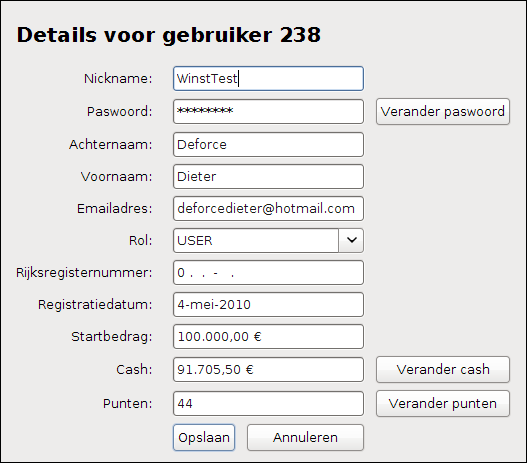 Details voor gebruiker 238
Nickname: WinstTest
Paswoord: ******** Verander paswoord
Achternaam: Deforce
Voornaam: Dieter
Emailadres: deforcedieter@hotmail.com
Rol: USER
Rijksregisternummer: 0 . . - .
Registratiedatum: 4-mei-2010
Startbedrag: 100.000,00 €
Cash: 91.705,50 € Verander cash
Punten: 44 Verander punten
Opslaan Annuleren